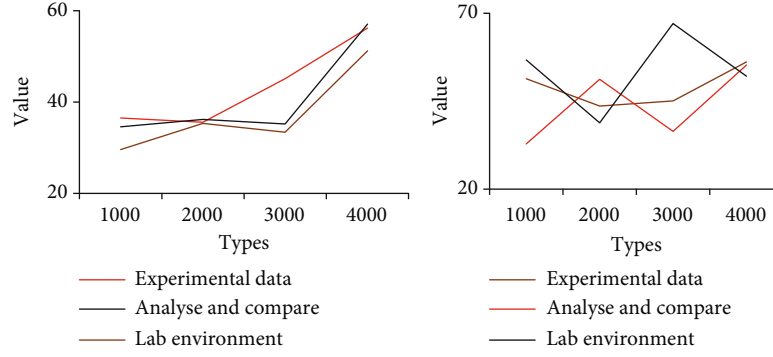 60
40
20
Value
1000 2000 3000 4000
Types
Experimental data
Analyse and compare
Lab environment
70
20
Value
1000 2000 3000 4000
Types
Experimental data
Analyse and compare
Lab environment